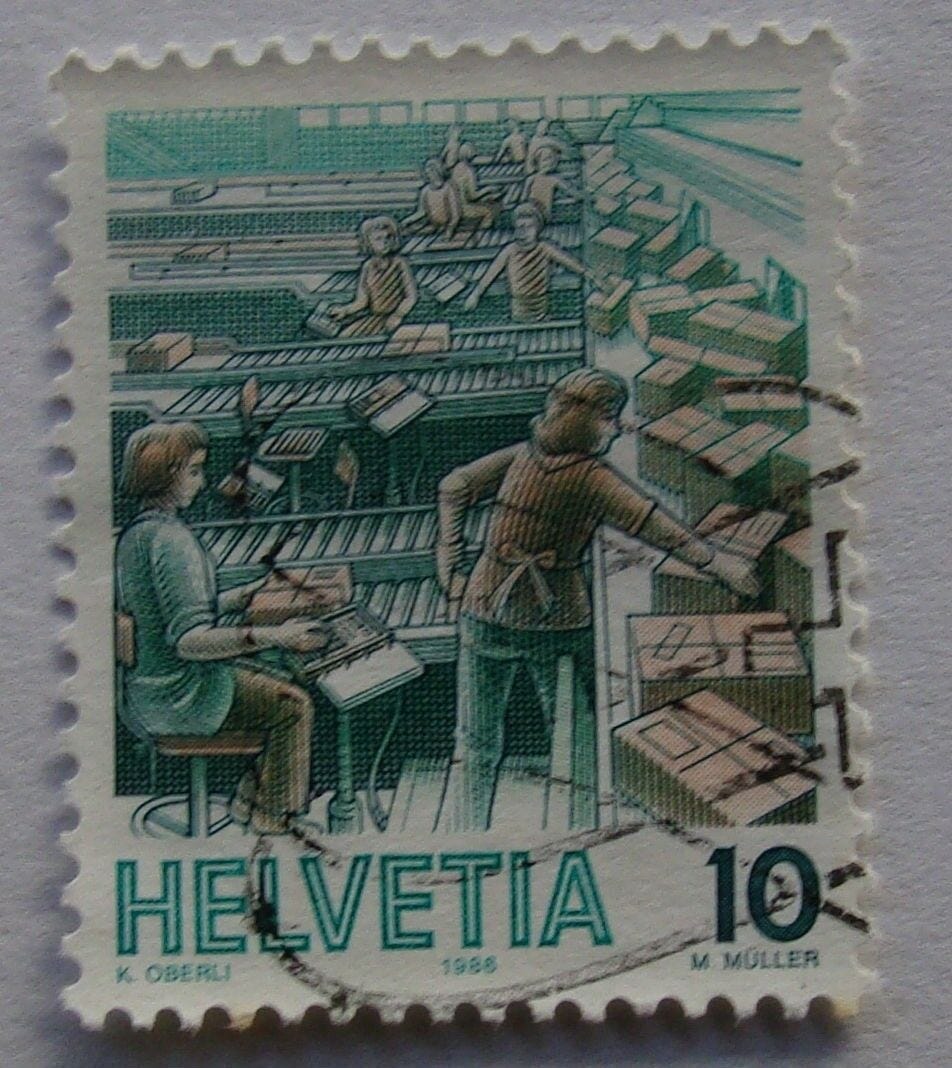 HELVETIA 10
K. OBERLI 1986 M. MÜLLER